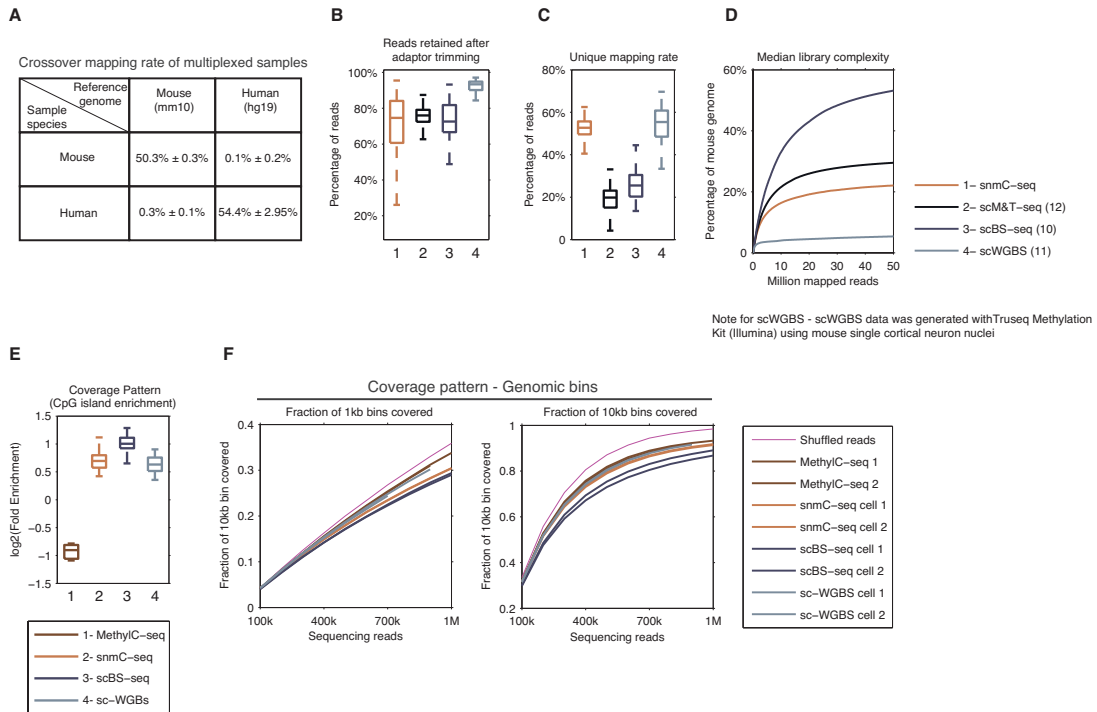 A
Crossover mapping rate of multiplexed samples
Reference
genome
Sample
species
Mouse
(mm10)
Human
(hg19)
Mouse
50.3% ± 0.3%
0.1% ± 0.2%
Human
0.3% ± 0.1%
54.4% ± 2.95%
B
Reads retained after
adaptor trimming
Percentage of reads
100%
80%
60%
40%
20%
1 2 3 4
C
Unique mapping rate
Percentage of reads
80%
60%
40%
20%
0
1 2 3 4
D
Median library complexity
Percentage of mouse genome
60%
40%
20%
0
0 10 20 30 40 50
Million mapped reads
1− snmC−seq
2− scM&T−seq (12)
3− scBS−seq (10)
4− scWGBS (11)
Note for scWGBS - scWGBS data was generated withTruseq Methylation
Kit (Illumina) using mouse single cortical neuron nuclei
E
Coverage Pattern
(CpG island enrichment)
log2(Fold Enrichment)
1.5
1
0.5
0
−0.5
−1
−1.5
1 2 3 4
1- MethylC−seq
2- snmC−seq
3- scBS−seq
4- sc−WGBs
F
Coverage pattern - Genomic bins
Fraction of 1kb bins covered
Fraction of 10kb bin covered
0.4
0.3
0.2
0.1
0
100k 400k 700k 1M
Sequencing reads
Fraction of 10kb bins covered
Fraction of 10kb bin covered
1
0.8
0.6
0.4
0.2
100k 400k 700k 1M
Sequencing reads
Shuffled reads
MethylC−seq 1
MethylC−seq 2
snmC−seq cell 1
snmC−seq cell 2
scBS−seq cell 1
scBS−seq cell 2
sc−WGBS cell 1
sc−WGBS cell 2